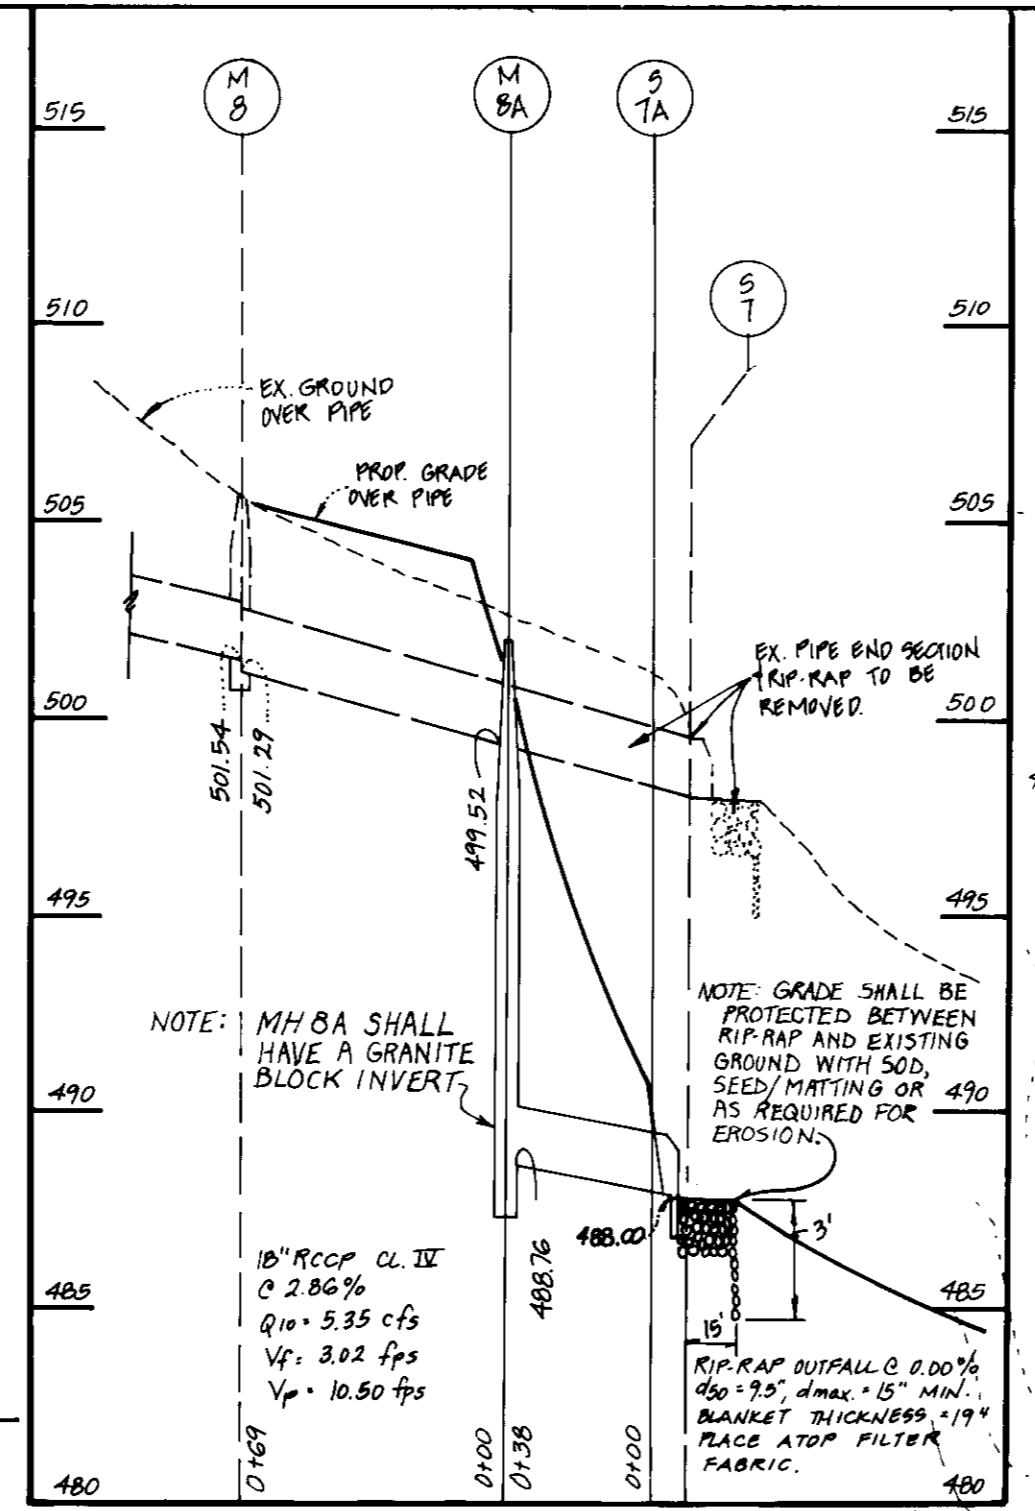 M
8
M
8A
S
7A
515
515
S
7
510
510
EX. GROUND
OVER PIPE
PROP. GRADE
OVER PIPE
505
505
EX. PIPE END SECTION
RIP-RAP TO BE
REMOVED.
500
500
501.54
501.29
499.52
495
495
NOTE: GRADE SHALL BE
PROTECTED BETWEEN
RIP-RAP AND EXISTING
GROUND WITH SOD,
SEED/MATTING OR
AS REQUIRED FOR
EROSION.
NOTE: MH 8A SHALL
HAVE A GRANITE
BLOCK INVERT
490
490
488.00
3'
488.76
18" RCCP CL. IV
@ 2.86%
Q10 = 5.35 cfs
Vf = 3.02 fps
Vp = 10.50 fps
485
485
15'
RIP-RAP OUTFALL @ 0.00%
d50 = 9.5", dmax. = 15" MIN.
BLANKET THICKNESS = 19"
PLACE ATOP FILTER
FABRIC.
0+69
0+00
0+38
0+00
480
480